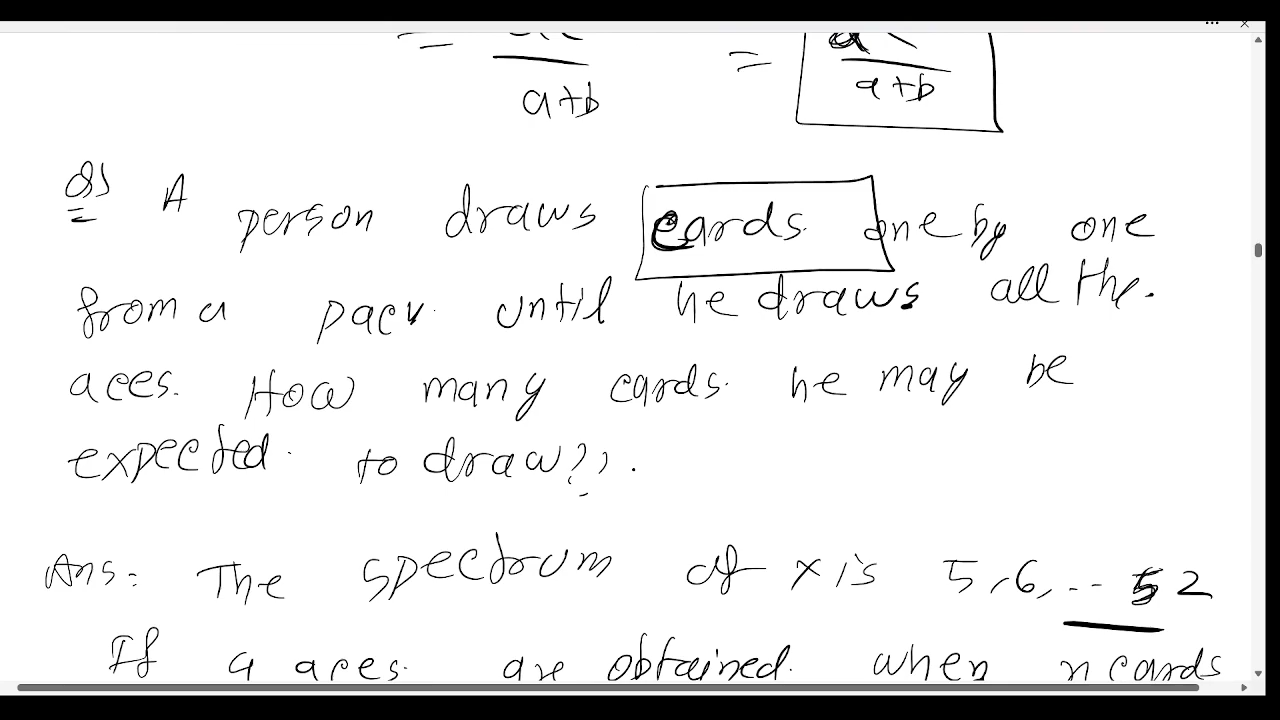 = a+b = a+b
Q) A person draws cards one by one
from a pack until he draws all the.
aces. How many cards. he may be
expected. to draw??.
Ans: The spectrum of x is 5,6,.. 52
If 4 aces. are obtained. when n cards